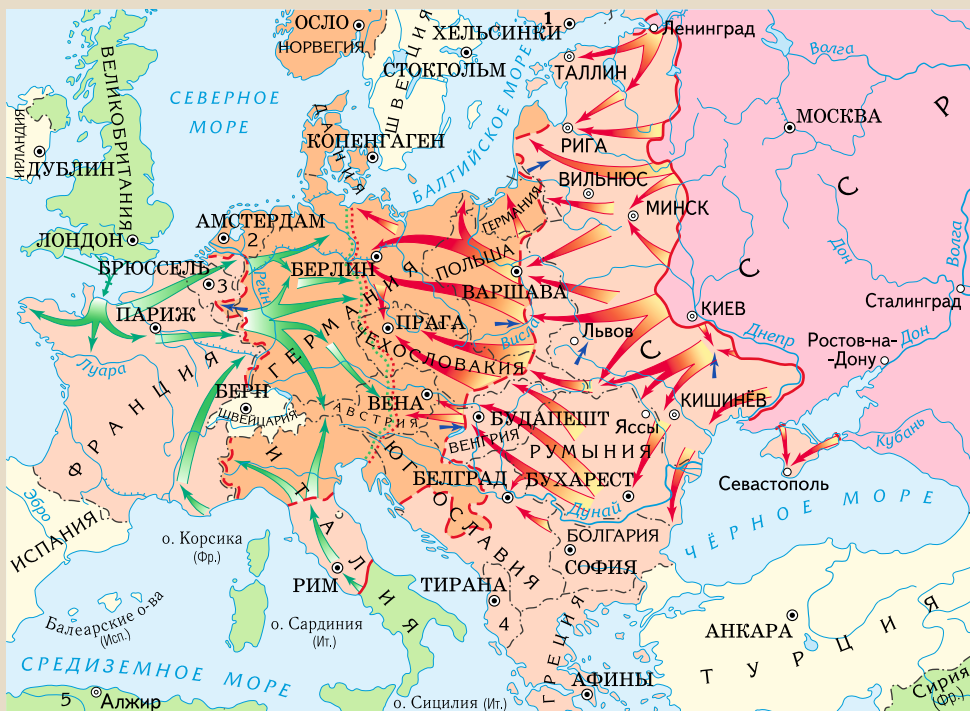 ОСЛО
НОРВЕГИЯ
ШВЕЦИЯ
1
ХЕЛЬСИНКИ
СТОКГОЛЬМ
Ленинград
ТАЛЛИН
Волга
МОСКВА
Р
ВЕЛИКОБРИТАНИЯ
СЕВЕРНОЕ
МОРЕ
ДАНИЯ
КОПЕНГАГЕН
БАЛТИЙСКОЕ МОРЕ
РИГА
ИРЛАНДИЯ
ДУБЛИН
ВИЛЬНЮС
МИНСК
С
ГЕРМАНИЯ
АМСТЕРДАМ
2
ЛОНДОН
БРЮССЕЛЬ
3
Рейн
БЕРЛИН
ПОЛЬША
ВАРШАВА
Дон
Волга
С
Сталинград
ПАРИЖ
ГЕРМАНИЯ
ПРАГА
Висла
Львов
КИЕВ
Днепр
Ростов-на-
-Дону
Дон
Луара
ЧЕХОСЛОВАКИЯ
С
ФРАНЦИЯ
БЕРН
ШВЕЙЦАРИЯ
АВСТРИЯ
ВЕНА
БУДАПЕШТ
ВЕНГРИЯ
Яссы
КИШИНЁВ
РУМЫНИЯ
Кубань
Севастополь
ИТАЛИЯ
ЮГОСЛАВИЯ
БЕЛГРАД
БУХАРЕСТ
Дунай
ЧЁРНОЕ МОРЕ
Эбро
ИСПАНИЯ
о. Корсика
(Фр.)
БОЛГАРИЯ
СОФИЯ
РИМ
ТИРАНА
4
Балеарские о-ва
(Исп.)
о. Сардиния
(Ит.)
АНКАРА
ТУРЦИЯ
ГРЕЦИЯ
СРЕДИЗЕМНОЕ МОРЕ
АФИНЫ
Сирия
(Фр.)
5
Алжир
о. Сицилия (Ит.)